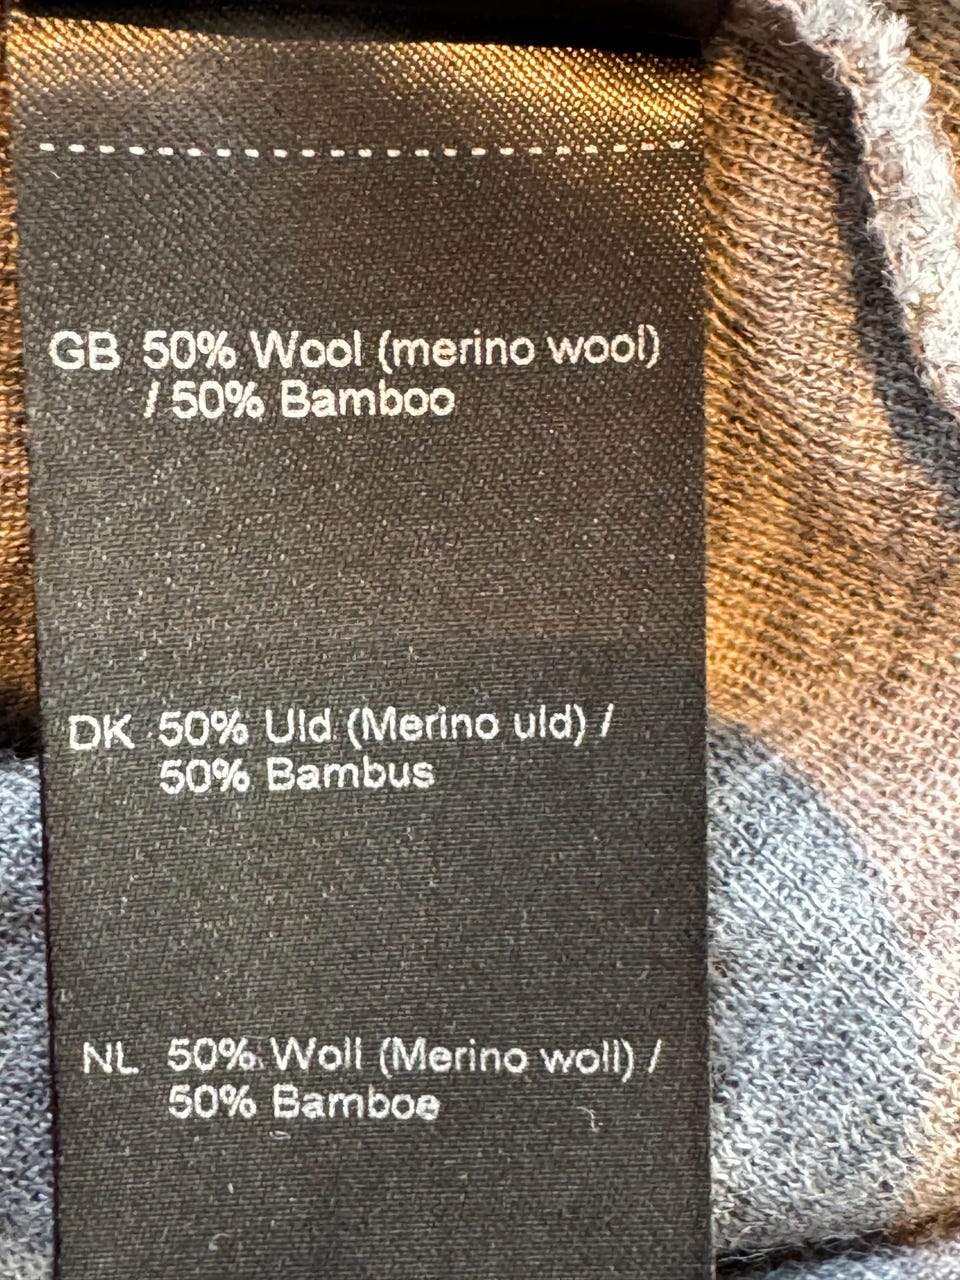 GB 50% Wool (merino wool)
/ 50% Bamboo
DK 50% Uld (Merino uld) /
50% Bambus
NL 50% Woll (Merino woll) /
50% Bamboe